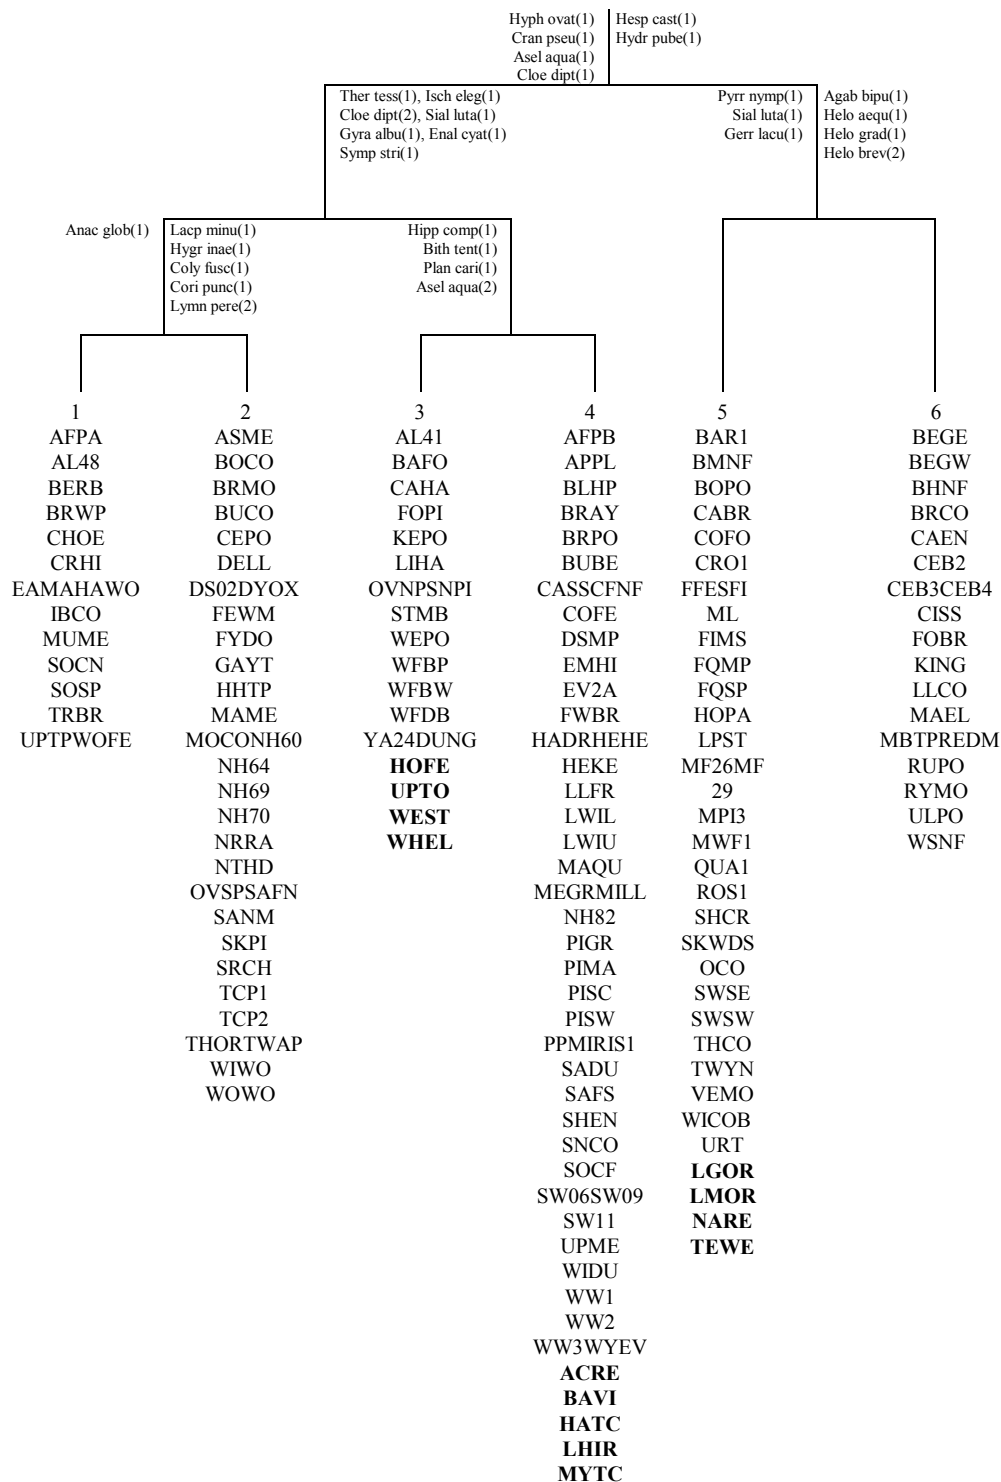 Hyph ovat(1)
Cran pseu(1)
Asel aqua(1)
Cloe dipt(1)
Hesp cast(1)
Hydr pube(1)
Ther tess(1), Isch eleg(1)
Cloe dipt(2), Sial luta(1)
Gyra albu(1), Enal cyat(1)
Symp stri(1)
Pyrr nymp(1)
Sial luta(1)
Gerr lacu(1)
Agab bipu(1)
Helo aequ(1)
Helo grad(1)
Helo brev(2)
Anac glob(1)
Lacp minu(1)
Hygr inae(1)
Coly fusc(1)
Cori punc(1)
Lymn pere(2)
Hipp comp(1)
Bith tent(1)
Plan cari(1)
Asel aqua(2)
1
AFPA
AL48
BERB
BRWP
CHOE
CRHI
EAMAHAWO
IBCO
MUME
SOCN
SOSP
TRBR
UPTPWOFE
2
ASME
BOCO
BRMO
BUCO
CEPO
DELL
DS02DYOX
FEWM
FYDO
GAYT
HHTP
MAME
MOCONH60
NH64
NH69
NH70
NRRA
NTHD
OVSPSAFN
SANM
SKPI
SRCH
TCP1
TCP2
THORTWAP
WIWO
WOWO
3
AL41
BAFO
CAHA
FOPI
KEPO
LIHA
OVNPSNPI
STMB
WEPO
WFBP
WFBW
WFDB
YA24DUNG
HOFE
UPTO
WEST
WHEL
4
AFPB
APPL
BLHP
BRAY
BRPO
BUBE
CASSCFNF
COFE
DSMP
EMHI
EV2A
FWBR
HADRHEHE
HEKE
LLFR
LWIL
LWIU
MAQU
MEGRMILL
NH82
PIGR
PIMA
PISC
PISW
PPMIRIS1
SADU
SAFS
SHEN
SNCO
SOCF
SW06SW09
SW11
UPME
WIDU
WW1
WW2
WW3WYEV
ACRE
BAVI
HATC
LHIR
MYTC
5
BAR1
BMNF
BOPO
CABR
COFO
CRO1
FFESFI
ML
FIMS
FQMP
FQSP
HOPA
LPST
MF26MF
29
MPI3
MWF1
QUA1
ROS1
SHCR
SKWDS
OCO
SWSE
SWSW
THCO
TWYN
VEMO
WICOB
URT
LGOR
LMOR
NARE
TEWE
6
BEGE
BEGW
BHNF
BRCO
CAEN
CEB2
CEB3CEB4
CISS
FOBR
KING
LLCO
MAEL
MBTPREDM
RUPO
RYMO
ULPO
WSNF